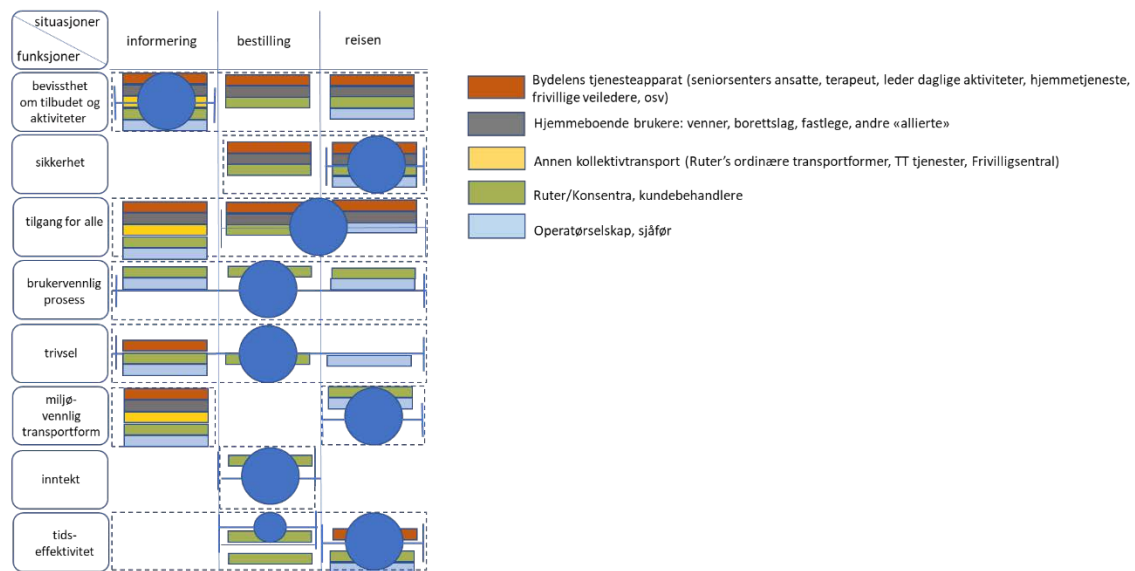 situasjoner
funksjoner
informering
bestilling
reisen
bevissthet
om tilbudet og
aktiviteter
sikkerhet
tilgang for alle
brukervennlig
prosess
trivsel
miljø-
vennlig
transportform
inntekt
tids-
effektivitet
Bydelens tjenesteapparat (seniorsenters ansatte, terapeut, leder daglige aktiviteter, hjemmetjeneste,
frivillige veiledere, osv)
Hjemmeboende brukere: venner, borettslag, fastlege, andre «allierte»
Annen kollektivtransport (Ruter's ordinære transportformer, TT tjenester, Frivilligsentral)
Ruter/Konsentra, kundebehandlere
Operatørselskap, sjåfør